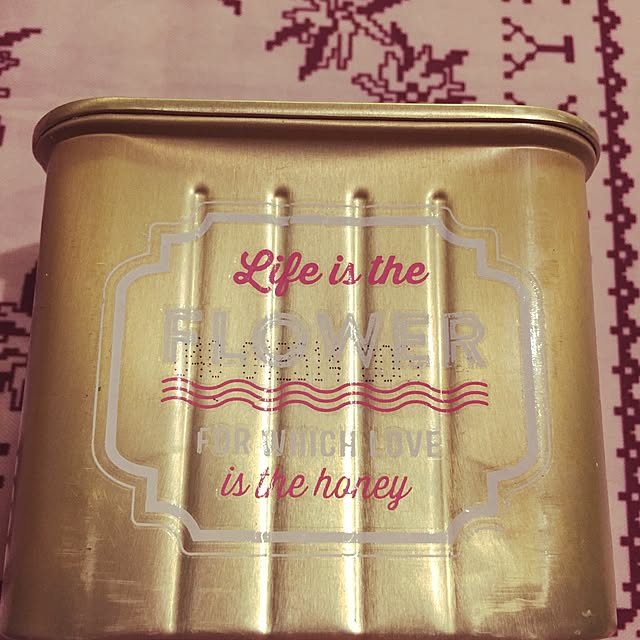 Life is the
FLOWER
FOR WHICH LOVE
is the honey